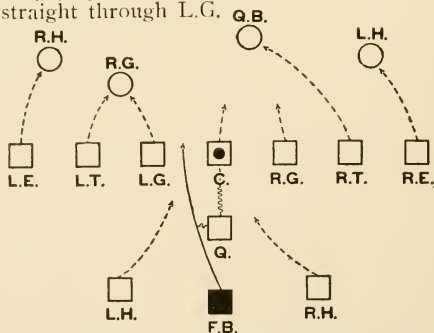 straight through L.G.
Q.B.
R.H. L.H.
R.G.
L.E. L.T. L.G. C. R.G. R.T. R.E.
Q.
L.H. R.H.
F.B.